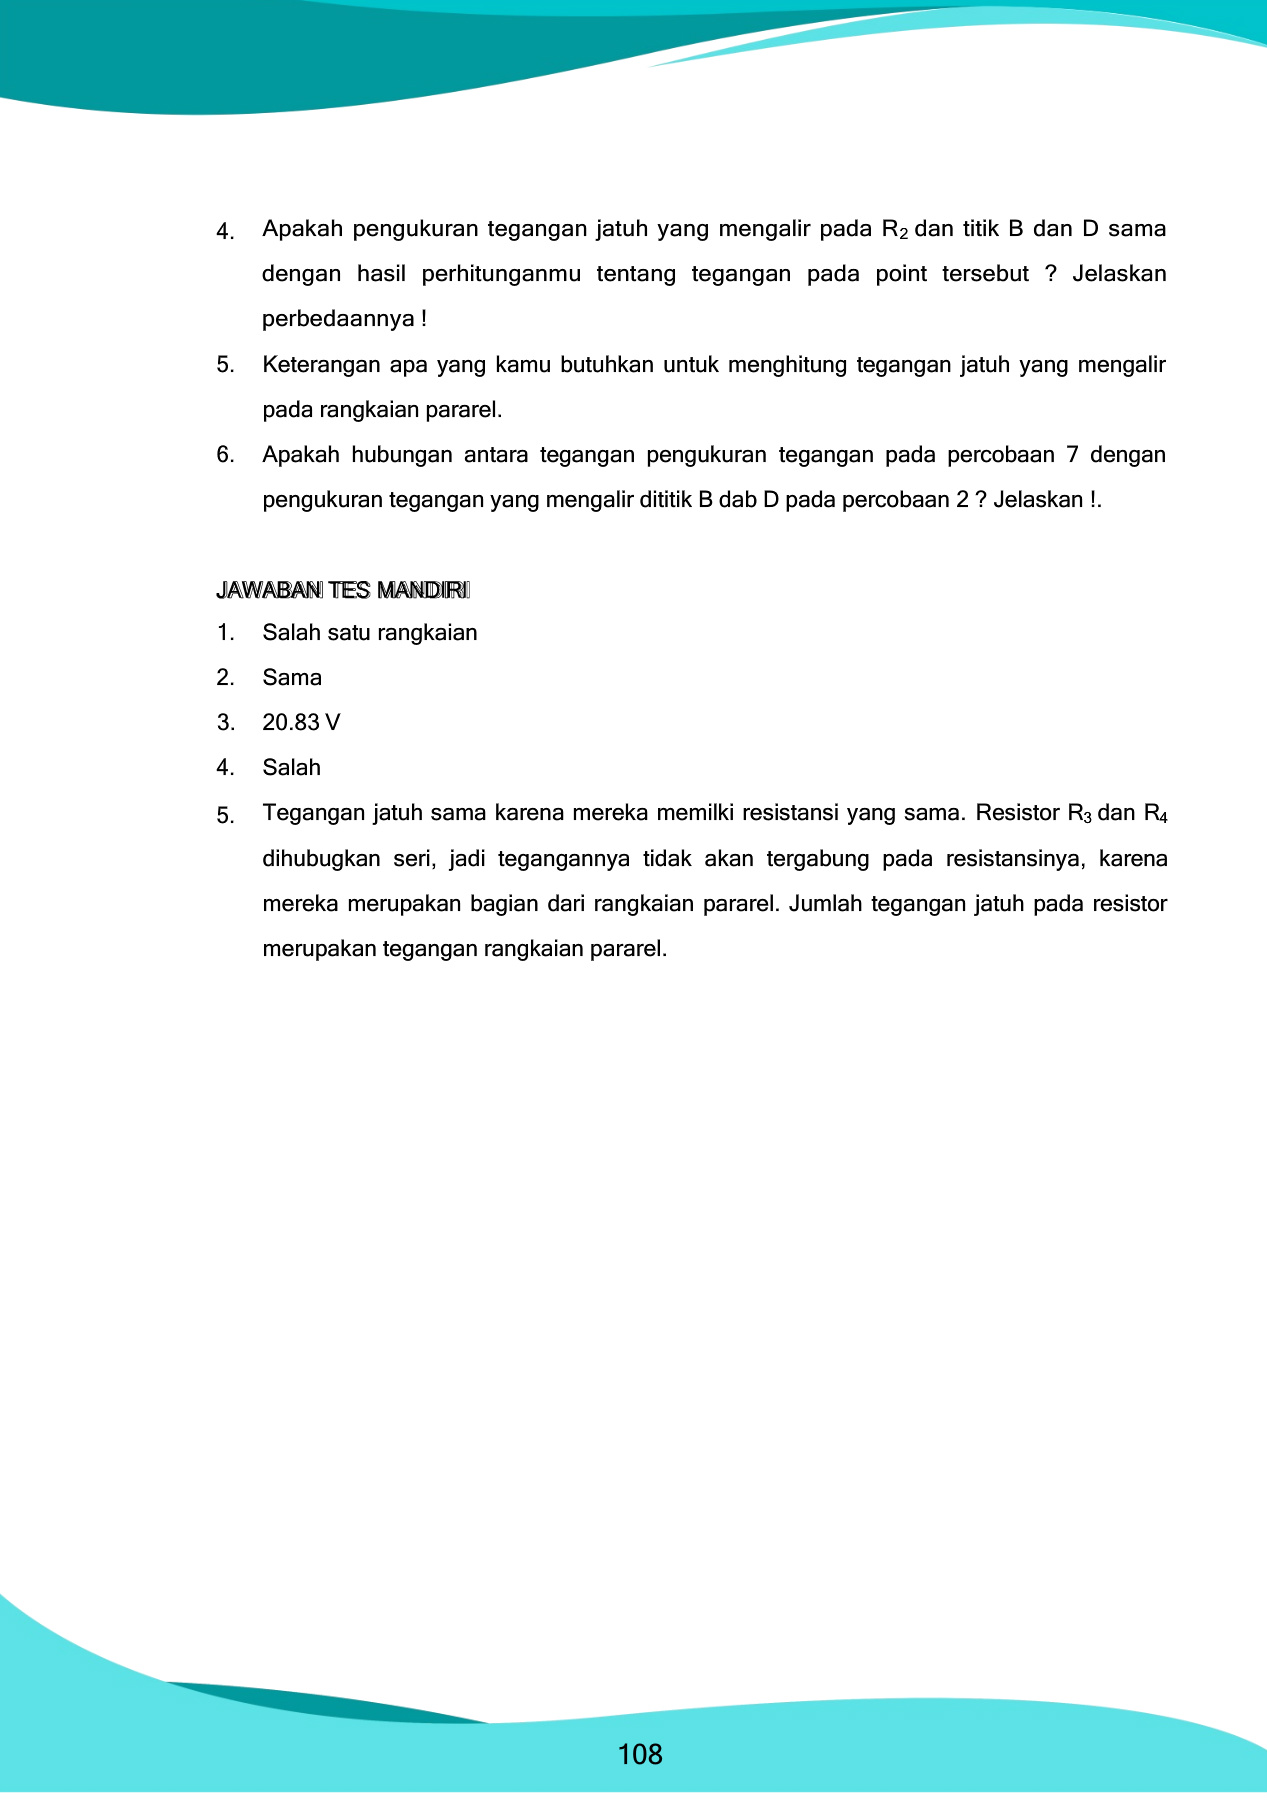 4. Apakah pengukuran tegangan jatuh yang mengalir pada R₂ dan titik B dan D sama
dengan hasil perhitunganmu tentang tegangan pada point tersebut ? Jelaskan
perbedaannya !
5. Keterangan apa yang kamu butuhkan untuk menghitung tegangan jatuh yang mengalir
pada rangkaian pararel.
6. Apakah hubungan antara tegangan pengukuran tegangan pada percobaan 7 dengan
pengukuran tegangan yang mengalir dititik B dab D pada percobaan 2 ? Jelaskan !.
JAWABAN TES MANDIRI
1. Salah satu rangkaian
2. Sama
3. 20.83 V
4. Salah
5. Tegangan jatuh sama karena mereka memilki resistansi yang sama. Resistor R₃ dan R₄
dihubugkan seri, jadi tegangannya tidak akan tergabung pada resistansinya, karena
mereka merupakan bagian dari rangkaian pararel. Jumlah tegangan jatuh pada resistor
merupakan tegangan rangkaian pararel.
108